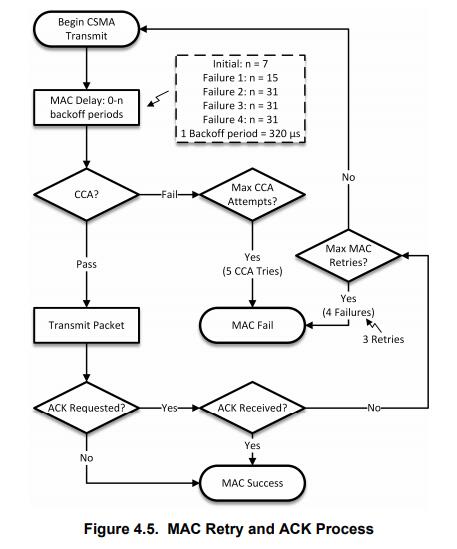 Begin CSMA
Transmit
MAC Delay: 0-n
backoff periods
Initial: n = 7
Failure 1: n = 15
Failure 2: n = 31
Failure 3: n = 31
Failure 4: n = 31
1 Backoff period = 320 µs
CCA?
Fail
Max CCA
Attempts?
No
Max MAC
Retries?
Pass
Yes
(5 CCA Tries)
Yes
(4 Failures)
3 Retries
Transmit Packet
MAC Fail
ACK Requested?
Yes
ACK Received?
No
No
Yes
MAC Success
Figure 4.5. MAC Retry and ACK Process